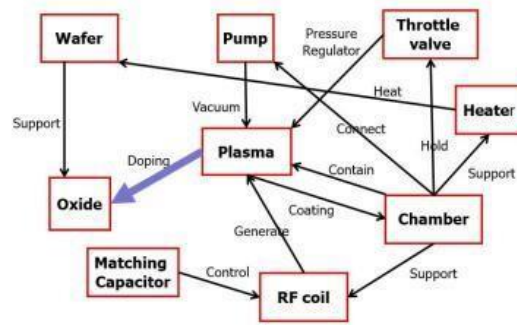 Wafer
Pump
Pressure
Regulator
Throttle
valve
Heat
Heater
Support
Vacuum
Connect
Doping
Plasma
Contain
Hold
Support
Oxide
Coating
Chamber
Generate
Matching
Capacitor
Control
RF coil
Support